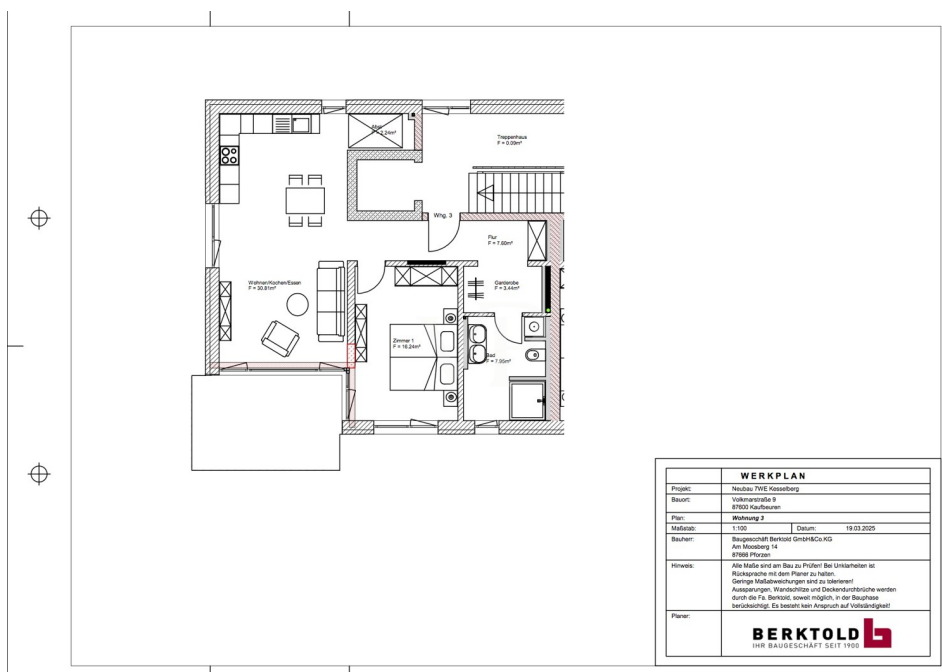 Abst.
F = 2.24m²
Treppenhaus
F = 0.09m²
Whg. 3
Flur
F = 7.60m²
Wohnen/Kochen/Essen
F = 30.81m²
Garderobe
F = 3.44m²
Zimmer 1
F = 16.24m²
Bad
F = 7.95m²
WERKPLAN
Projekt: Neubau 7WE Kesselberg
Bauort: Volkmarstraße 9
87600 Kaufbeuren
Plan: Wohnung 3
Maßstab: 1:100 Datum: 19.03.2025
Bauherr: Baugeschäft Berktold GmbH&Co.KG
Am Moosberg 14
87666 Pforzen
Hinweis: Alle Maße sind am Bau zu Prüfen! Bei Unklarheiten ist
Rücksprache mit dem Planer zu halten.
Geringe Maßabweichungen sind zu tolerieren!
Aussparungen, Wandschlitze und Deckendurchbrüche werden
durch die Fa. Berktold, soweit möglich, in der Bauphase
berücksichtigt. Es besteht kein Anspruch auf Vollständigkeit!
Planer:
BERKTOLD
IHR BAUGESCHÄFT SEIT 1900